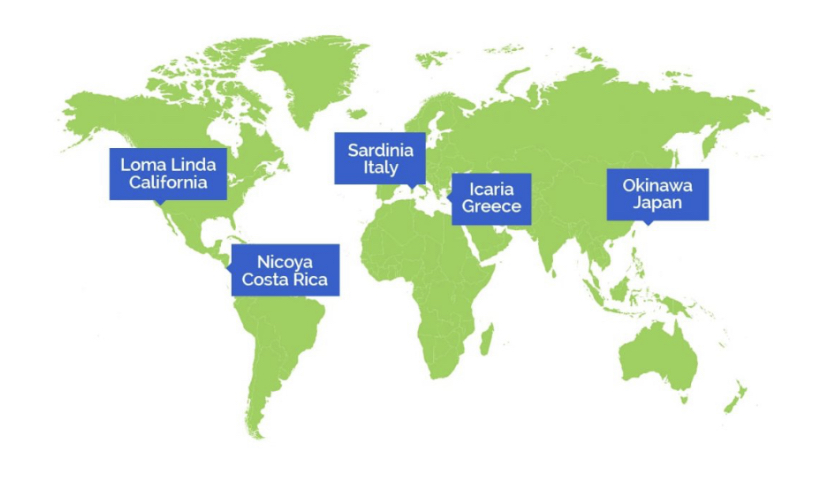 Loma Linda
California
Sardinia
Italy
Icaria
Greece
Okinawa
Japan
Nicoya
Costa Rica